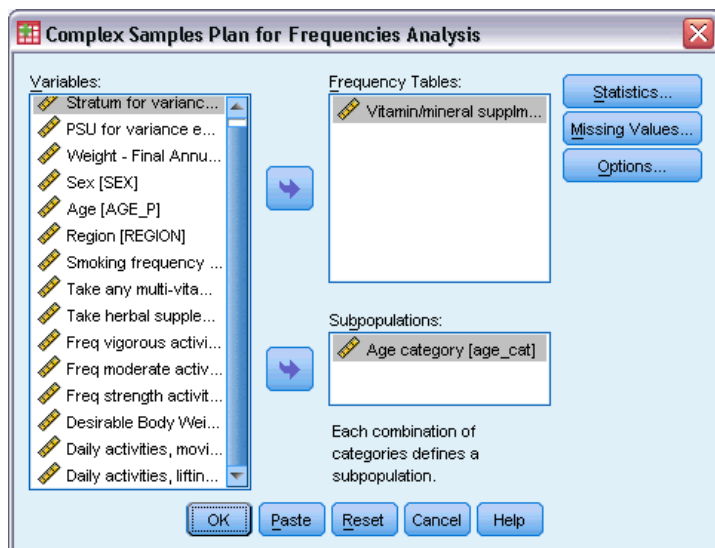 Complex Samples Plan for Frequencies Analysis
Variables:
Stratum for varianc...
PSU for variance e...
Weight - Final Annu...
Sex [SEX]
Age [AGE_P]
Region [REGION]
Smoking frequency ...
Take any multi-vita...
Take herbal supple...
Freq vigorous activi...
Freq moderate activ...
Freq strength activit...
Desirable Body Wei...
Daily activities, movi...
Daily activities, liftin...
Frequency Tables:
Vitamin/mineral supplm...
Subpopulations:
Age category [age_cat]
Each combination of
categories defines a
subpopulation.
Statistics...
Missing Values...
Options...
OK
Paste
Reset
Cancel
Help